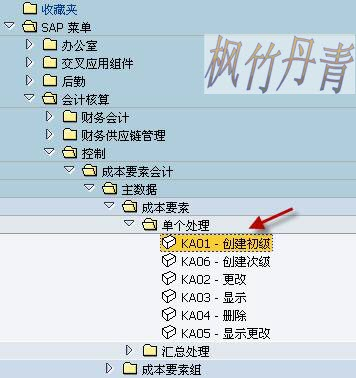 收藏夹
SAP 菜单
办公室
交叉应用组件
后勤
会计核算
财务会计
财务供应链管理
控制
成本要素会计
主数据
成本要素
单个处理
KA01 - 创建初级
KA06 - 创建次级
KA02 - 更改
KA03 - 显示
KA04 - 删除
KA05 - 显示更改
汇总处理
成本要素组
枫竹丹青